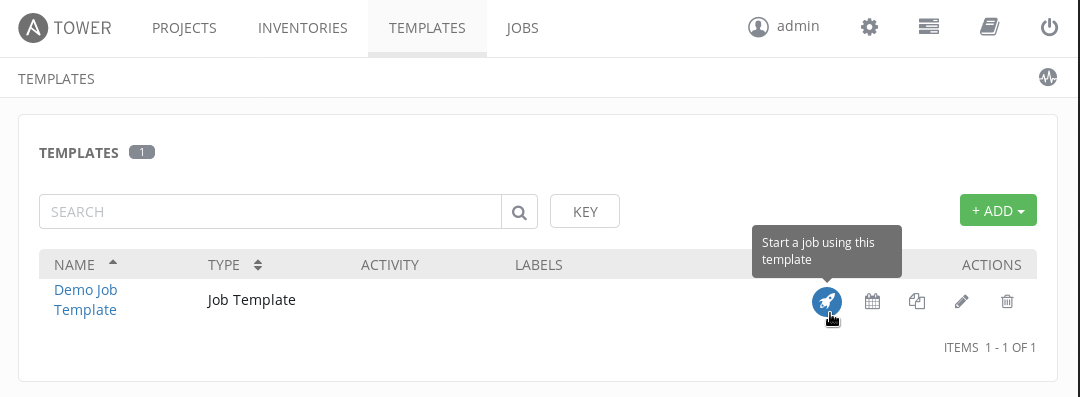 A TOWER PROJECTS INVENTORIES TEMPLATES JOBS admin
TEMPLATES
TEMPLATES 1
SEARCH KEY + ADD
Start a job using this
template
NAME TYPE ACTIVITY LABELS ACTIONS
Demo Job
Template
Job Template
ITEMS 1 - 1 OF 1